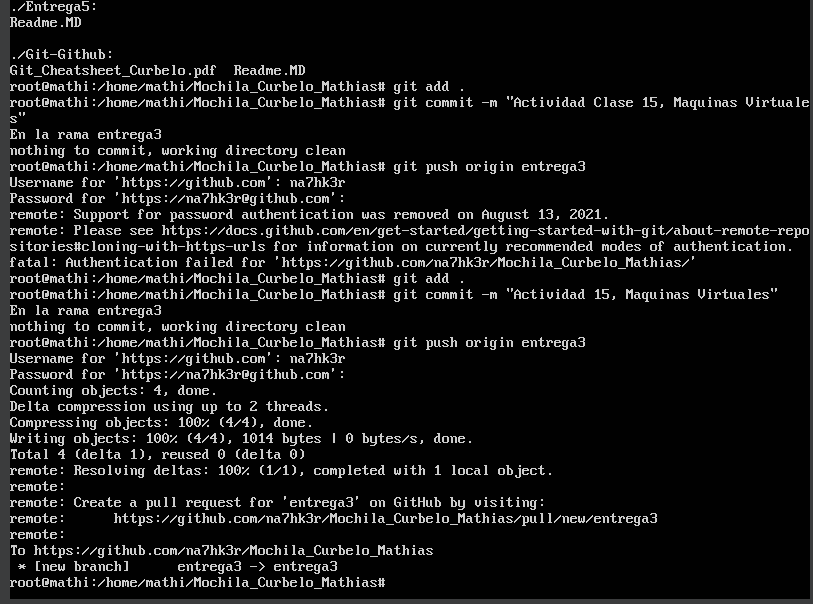 ./Entrega5:
Readme.MD
./Git-Github:
Git_Cheatsheet_Curbelo.pdf  Readme.MD
root@mathi:/home/mathi/Mochila_Curbelo_Mathias# git add .
root@mathi:/home/mathi/Mochila_Curbelo_Mathias# git commit -m "Actividad Clase 15, Maquinas Virtuale
s"
En la rama entrega3
nothing to commit, working directory clean
root@mathi:/home/mathi/Mochila_Curbelo_Mathias# git push origin entrega3
Username for 'https://github.com': na7hk3r
Password for 'https://na7hk3r@github.com':
remote: Support for password authentication was removed on August 13, 2021.
remote: Please see https://docs.github.com/en/get-started/getting-started-with-git/about-remote-repo
sitories#cloning-with-https-urls for information on currently recommended modes of authentication.
fatal: Authentication failed for 'https://github.com/na7hk3r/Mochila_Curbelo_Mathias/'
root@mathi:/home/mathi/Mochila_Curbelo_Mathias# git add .
root@mathi:/home/mathi/Mochila_Curbelo_Mathias# git commit -m "Actividad 15, Maquinas Virtuales"
En la rama entrega3
nothing to commit, working directory clean
root@mathi:/home/mathi/Mochila_Curbelo_Mathias# git push origin entrega3
Username for 'https://github.com': na7hk3r
Password for 'https://na7hk3r@github.com':
Counting objects: 4, done.
Delta compression using up to 2 threads.
Compressing objects: 100% (4/4), done.
Writing objects: 100% (4/4), 1014 bytes | 0 bytes/s, done.
Total 4 (delta 1), reused 0 (delta 0)
remote: Resolving deltas: 100% (1/1), completed with 1 local object.
remote:
remote: Create a pull request for 'entrega3' on GitHub by visiting:
remote:      https://github.com/na7hk3r/Mochila_Curbelo_Mathias/pull/new/entrega3
remote:
To https://github.com/na7hk3r/Mochila_Curbelo_Mathias
 * [new branch]      entrega3 -> entrega3
root@mathi:/home/mathi/Mochila_Curbelo_Mathias#